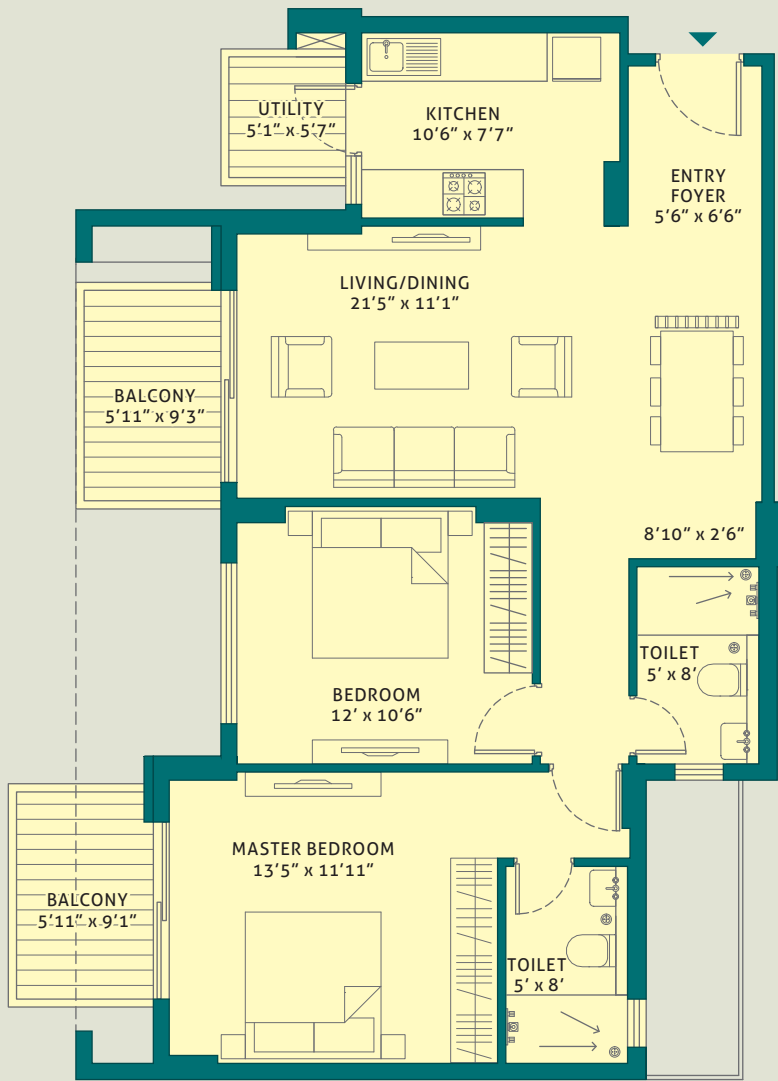 UTILITY
5'1" x 5'7"
KITCHEN
10'6" x 7'7"
ENTRY
FOYER
5'6" x 6'6"
LIVING/DINING
21'5" x 11'1"
BALCONY
5'11" x 9'3"
8'10" x 2'6"
TOILET
5' x 8'
BEDROOM
12' x 10'6"
MASTER BEDROOM
13'5" x 11'11"
BALCONY
5'11" x 9'1"
TOILET
5' x 8'